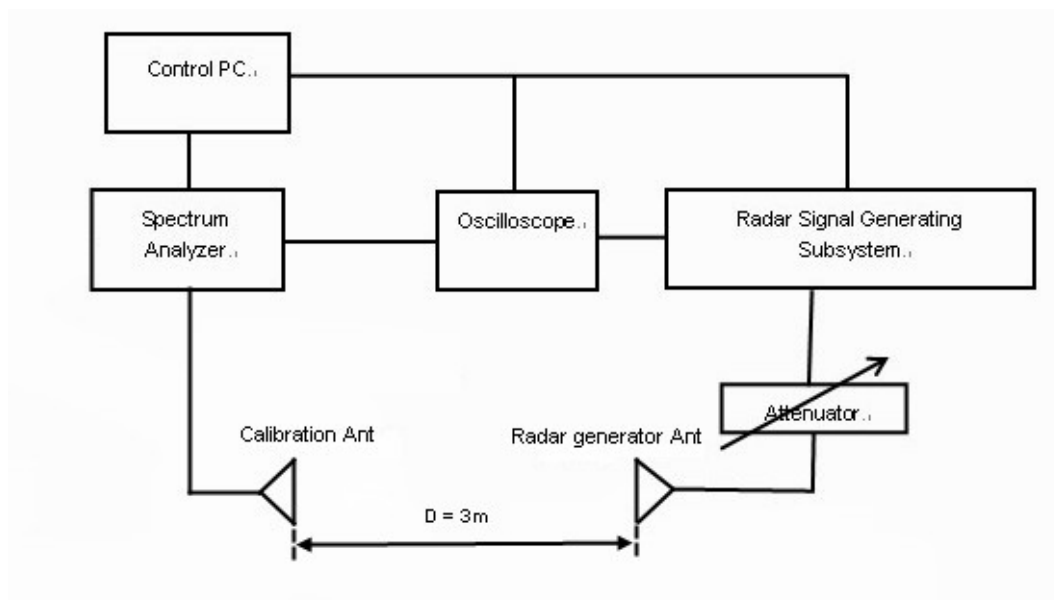 Control PC
Spectrum
Analyzer
Oscilloscope
Radar Signal Generating
Subsystem
Attenuator
Calibration Ant
Radar generator Ant
D = 3m